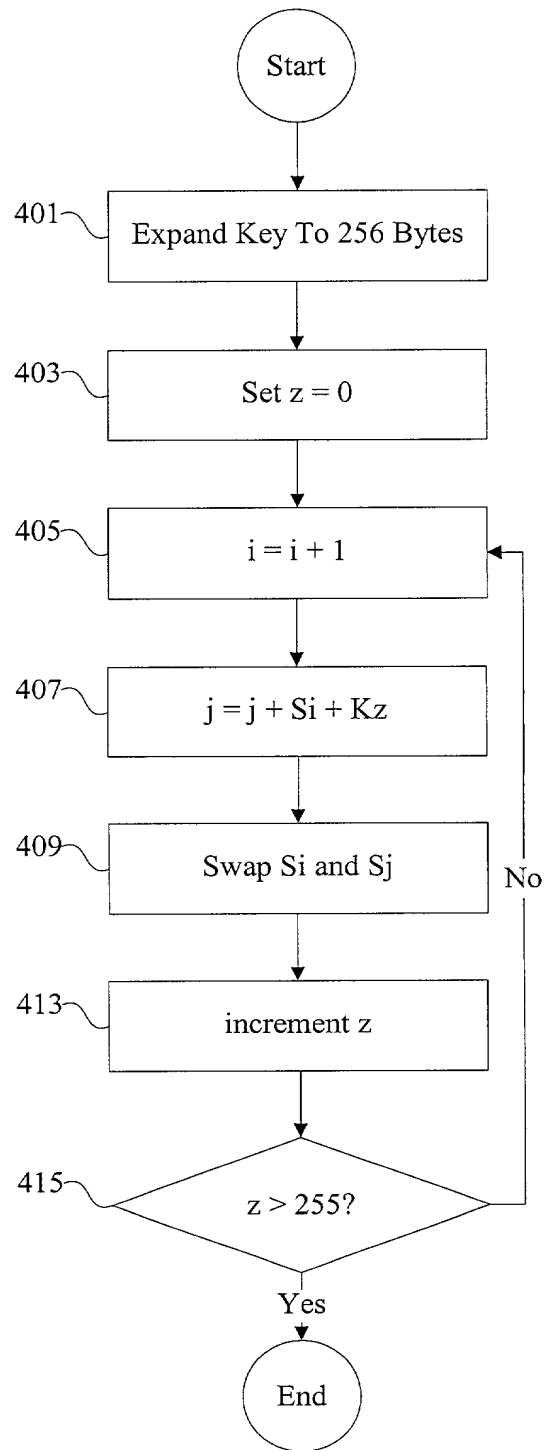 Start
401
Expand Key To 256 Bytes
403
Set z = 0
405
i = i + 1
407
j = j + Si + Kz
409
Swap Si and Sj
No
413
increment z
415
z > 255?
Yes
End